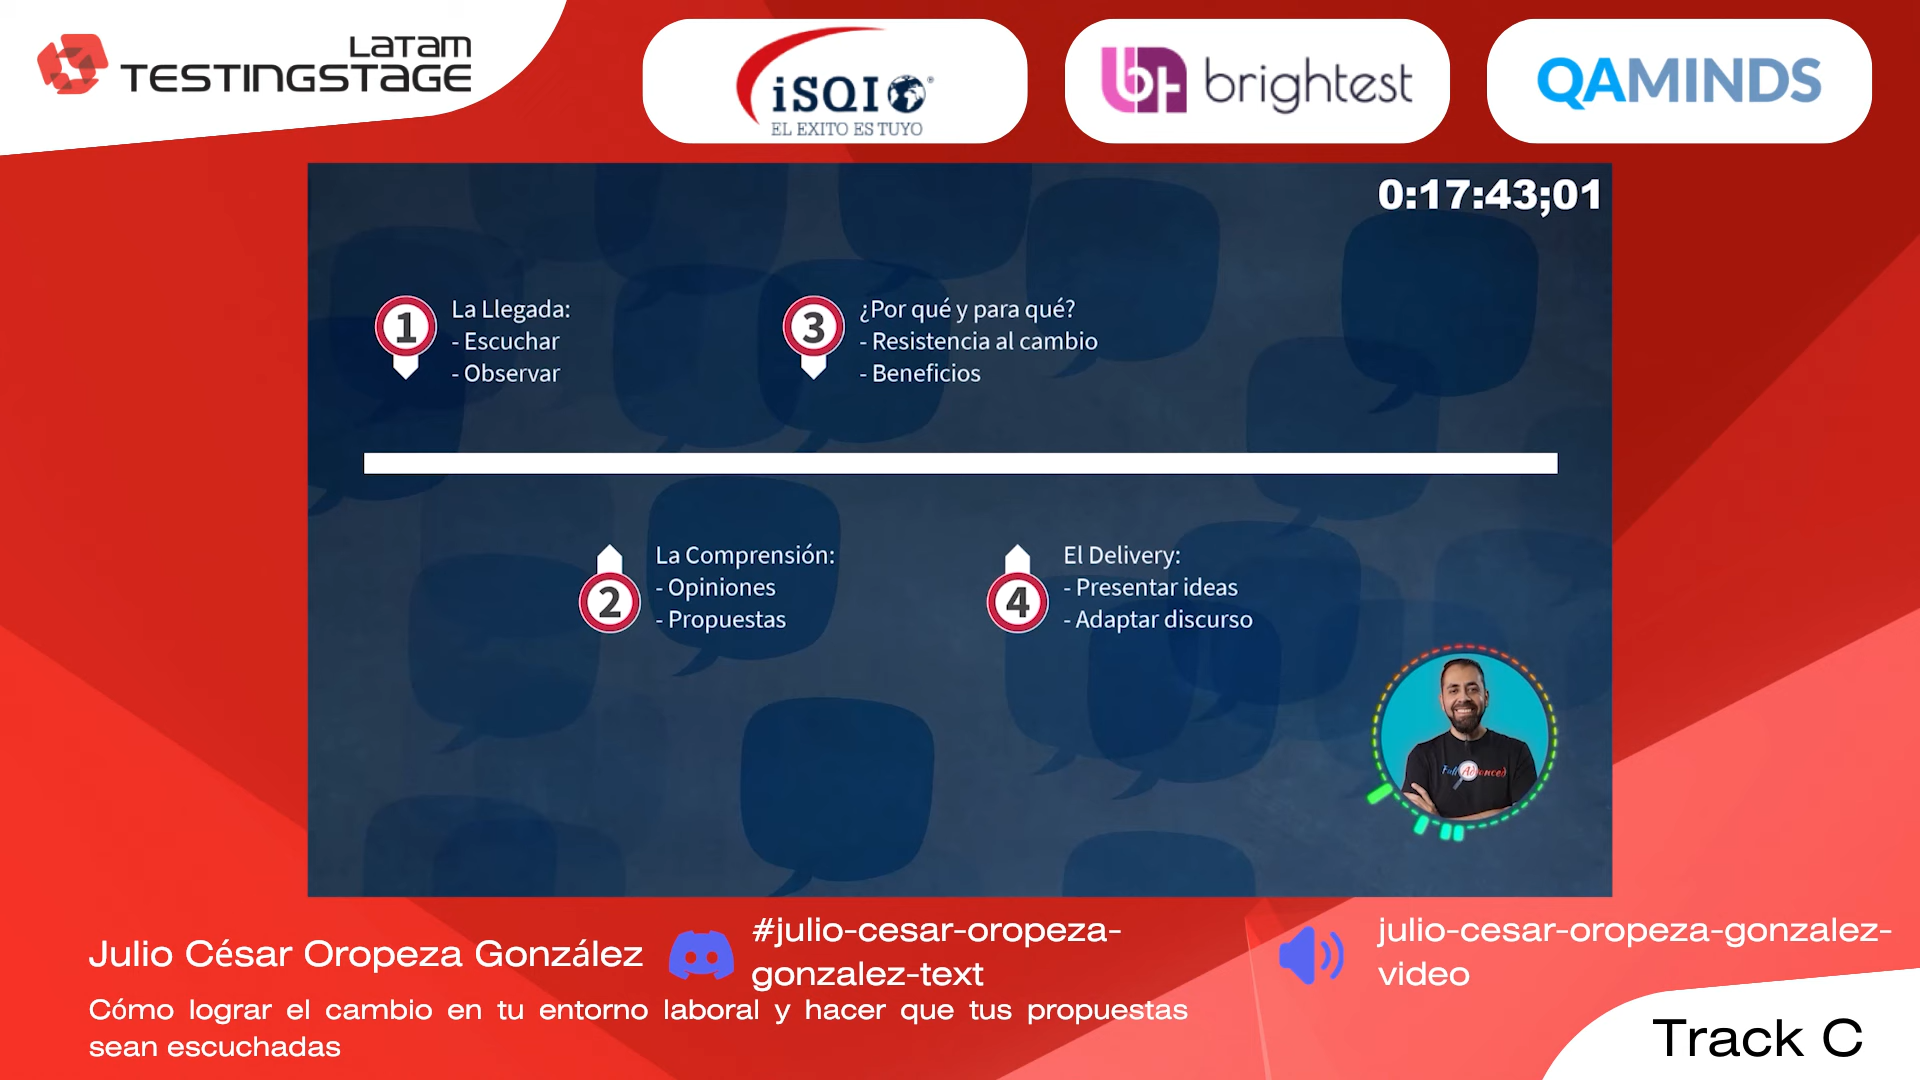 LATAM
TESTINGSTAGE
iSQI
®
EL EXITO ES TUYO
bt brightest
QAMINDS
0:17:43;01
1
La Llegada:
- Escuchar
- Observar
3
¿Por qué y para qué?
- Resistencia al cambio
- Beneficios
2
La Comprensión:
- Opiniones
- Propuestas
4
El Delivery:
- Presentar ideas
- Adaptar discurso
Full Advanced
Julio César Oropeza González
#julio-cesar-oropeza-
gonzalez-text
julio-cesar-oropeza-gonzalez-
video
Cómo lograr el cambio en tu entorno laboral y hacer que tus propuestas
sean escuchadas
Track C